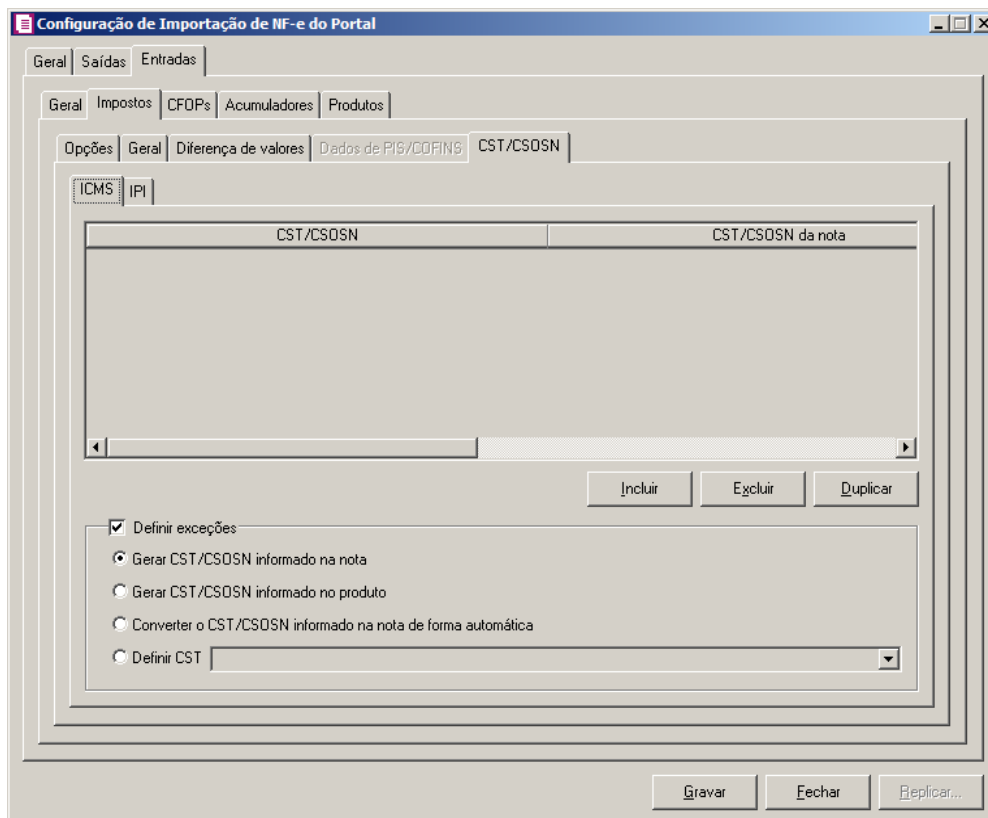 Configuração de Importação de NF-e do Portal
Geral Saídas Entradas
Geral Impostos CFOPs Acumuladores Produtos
Opções Geral Diferença de valores Dados de PIS/COFINS CST/CSOSN
ICMS IPI
CST/CSOSN CST/CSOSN da nota
Incluir Excluir Duplicar
Definir exceções
Gerar CST/CSOSN informado na nota
Gerar CST/CSOSN informado no produto
Converter o CST/CSOSN informado na nota de forma automática
Definir CST
Gravar Fechar Replicar...